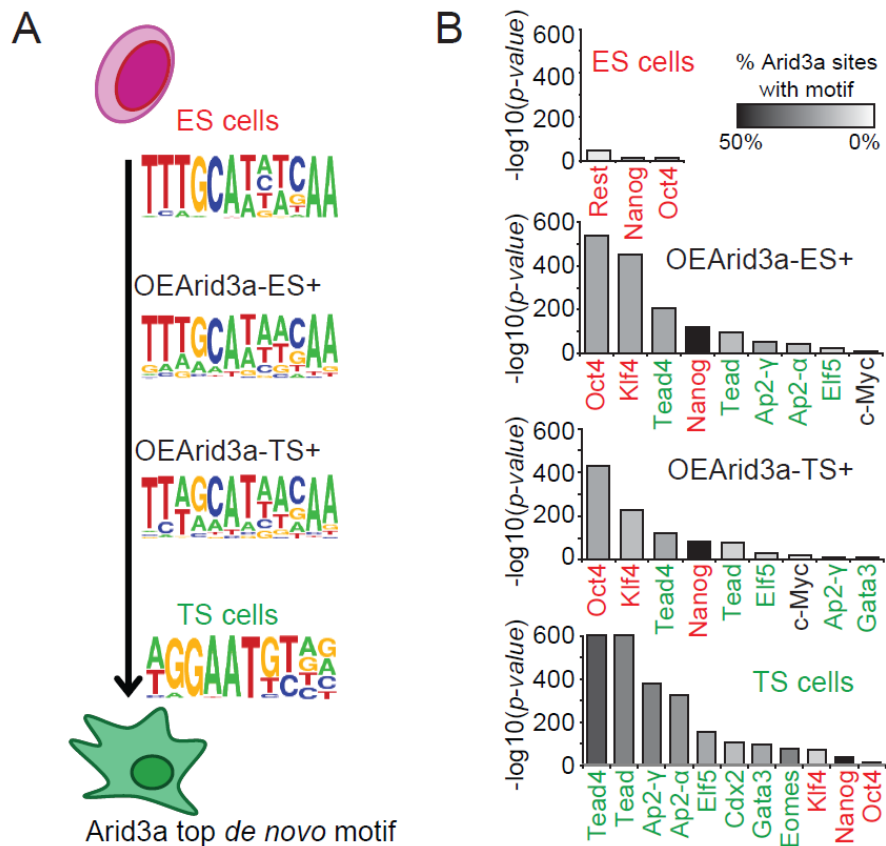 A
ES cells
TTTGCATATCAA
OEArid3a-ES+
TTTGCATAACAA
OEArid3a-TS+
TTAGCATAACAA
TS cells
AGGAATGTAG
Arid3a top de novo motif
B
-log10(p-value)
600
400
200
0
ES cells
% Arid3a sites
with motif
50% 0%
Rest
Nanog
Oct4
-log10(p-value)
600
400
200
0
OEArid3a-ES+
Oct4
Klf4
Tead4
Nanog
Tead
Ap2-γ
Ap2-α
Elf5
c-Myc
-log10(p-value)
600
400
200
0
OEArid3a-TS+
Oct4
Klf4
Tead4
Nanog
Tead
Elf5
c-Myc
Ap2-γ
Gata3
-log10(p-value)
600
400
200
0
TS cells
Tead4
Tead
Ap2-γ
Ap2-α
Elf5
Cdx2
Gata3
Eomes
Klf4
Nanog
Oct4